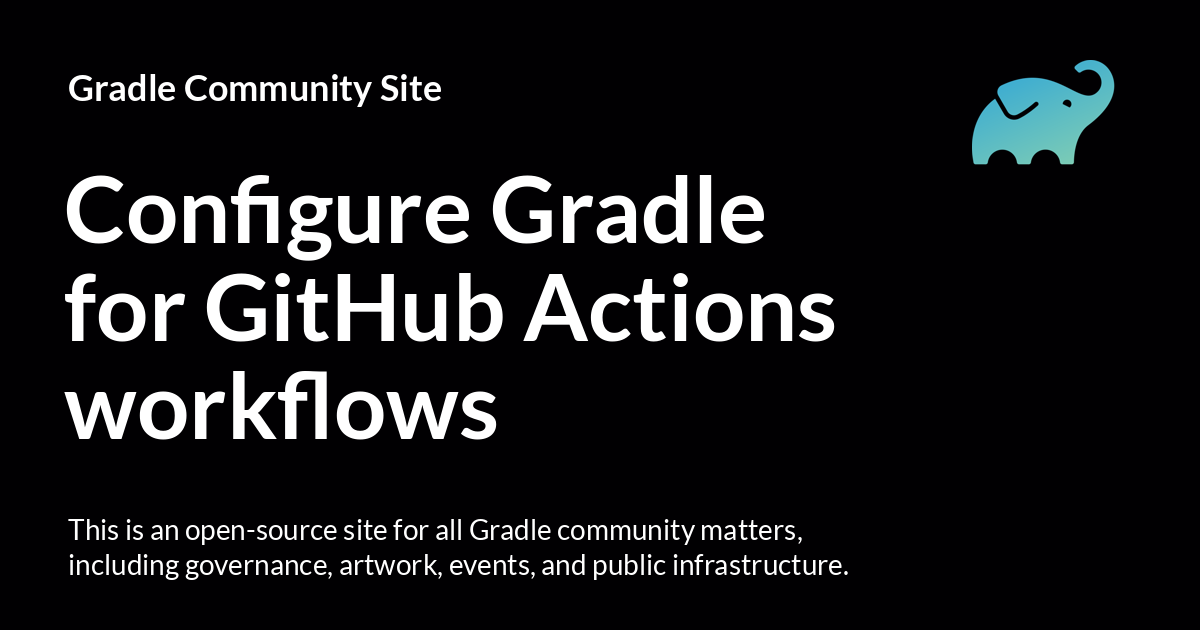 Gradle Community Site
Configure Gradle
for GitHub Actions
workflows
This is an open-source site for all Gradle community matters,
including governance, artwork, events, and public infrastructure.